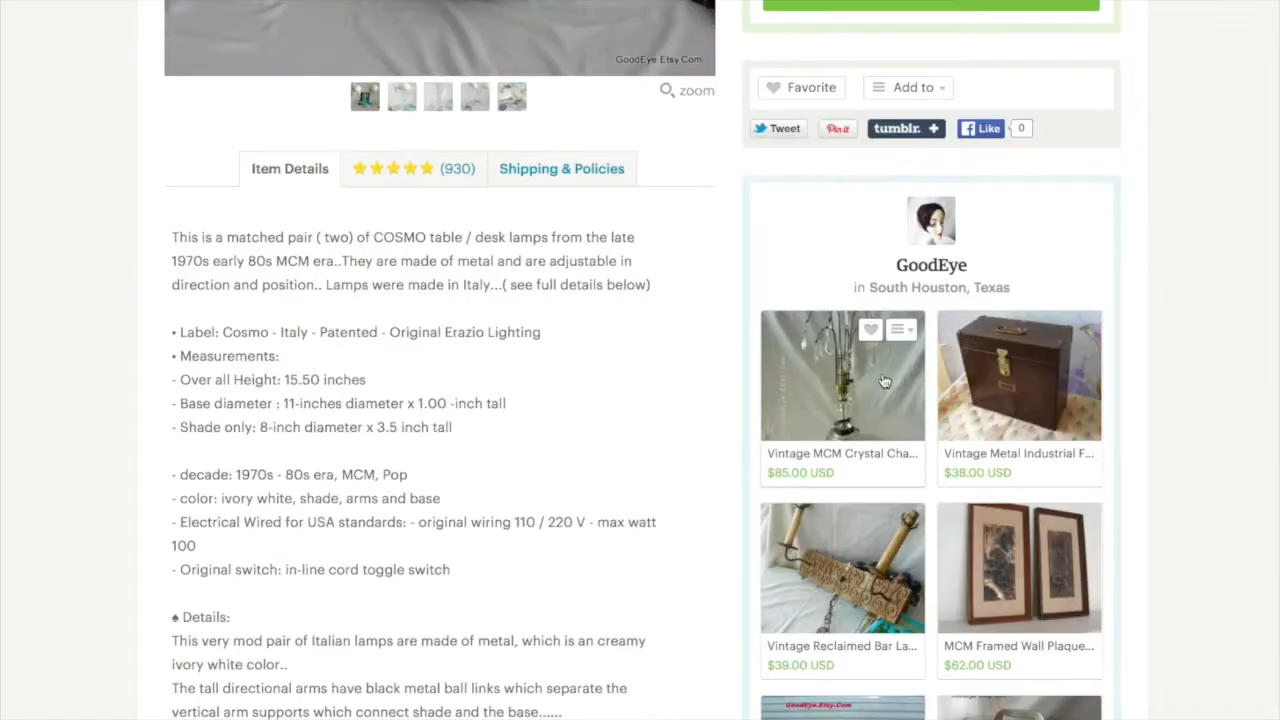 GoodEye.Etsy.Com
zoom
Item Details
(930)
Shipping & Policies
This is a matched pair ( two) of COSMO table / desk lamps from the late
1970s early 80s MCM era..They are made of metal and are adjustable in
direction and position.. Lamps were made in Italy...( see full details below)
• Label: Cosmo - Italy - Patented - Original Erazio Lighting
• Measurements:
- Over all Height: 15.50 inches
- Base diameter : 11-inches diameter x 1.00 -inch tall
- Shade only: 8-inch diameter x 3.5 inch tall
- decade: 1970s - 80s era, MCM, Pop
- color: ivory white, shade, arms and base
- Electrical Wired for USA standards: - original wiring 110 / 220 V - max watt
100
- Original switch: in-line cord toggle switch
♠ Details:
This very mod pair of Italian lamps are made of metal, which is an creamy
ivory white color..
The tall directional arms have black metal ball links which separate the
vertical arm supports which connect shade and the base......
Favorite
Add to
Tweet
Pin it
tumblr. +
Like
0
GoodEye
in South Houston, Texas
Vintage MCM Crystal Cha...
$85.00 USD
Vintage Metal Industrial F...
$38.00 USD
Vintage Reclaimed Bar La...
$39.00 USD
MCM Framed Wall Plaque...
$62.00 USD
GoodEye.Etsy.Com